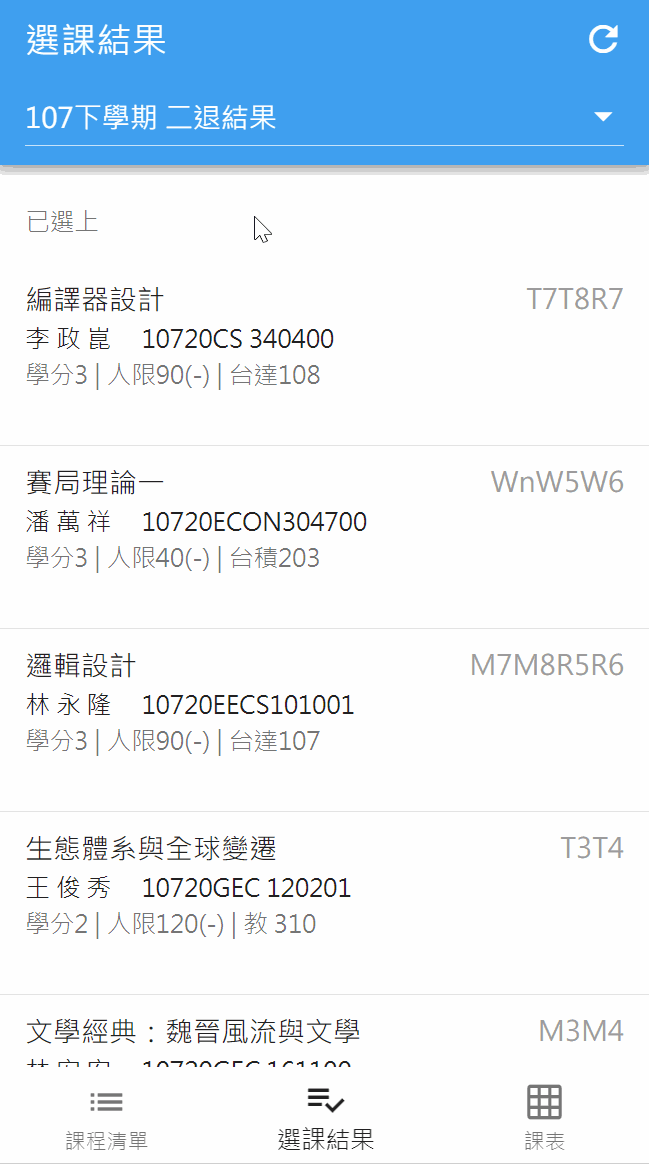 選課結果
107下學期 二退結果
已選上
編譯器設計 T7T8R7
李 政 崑 10720CS 340400
學分3 | 人限90(-) | 台達108
賽局理論一 WnW5W6
潘 萬 祥 10720ECON304700
學分3 | 人限40(-) | 台積203
邏輯設計 M7M8R5R6
林 永 隆 10720EECS101001
學分3 | 人限90(-) | 台達107
生態體系與全球變遷 T3T4
王 俊 秀 10720GEC 120201
學分2 | 人限120(-) | 教 310
文學經典：魏晉風流與文學 M3M4
課程清單 選課結果 課表